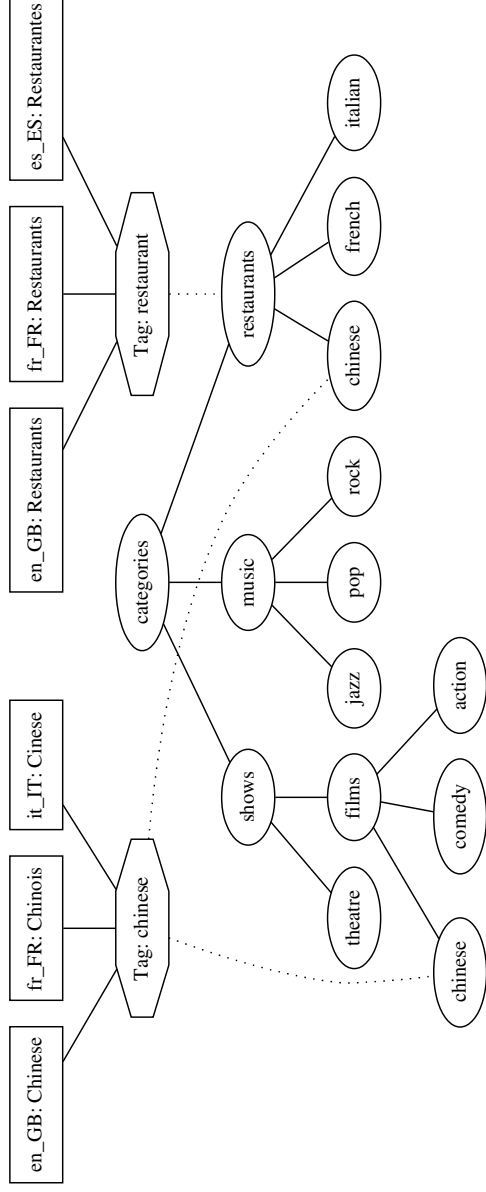 en_GB: Chinese
fr_FR: Chinois
it_IT: Cinese
en_GB: Restaurants
fr_FR: Restaurants
es_ES: Restaurantes
Tag: chinese
Tag: restaurant
categories
shows
music
restaurants
theatre
films
jazz
pop
rock
chinese
french
italian
chinese
comedy
action